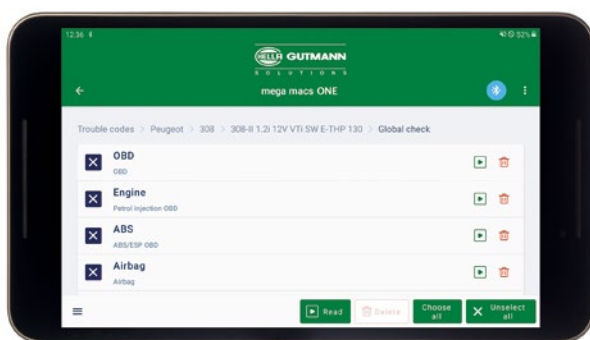 12:36
52%
HELLA GUTMANN
SOLUTIONS
mega macs ONE
Trouble codes > Peugeot > 308 > 308-II 1.2i 12V VTi SW E-THP 130 > Global check
OBD
OBD
Engine
Petrol injection OBD
ABS
ABS/ESP OBD
Airbag
Airbag
Read
Delete
Choose
all
Unselect
all